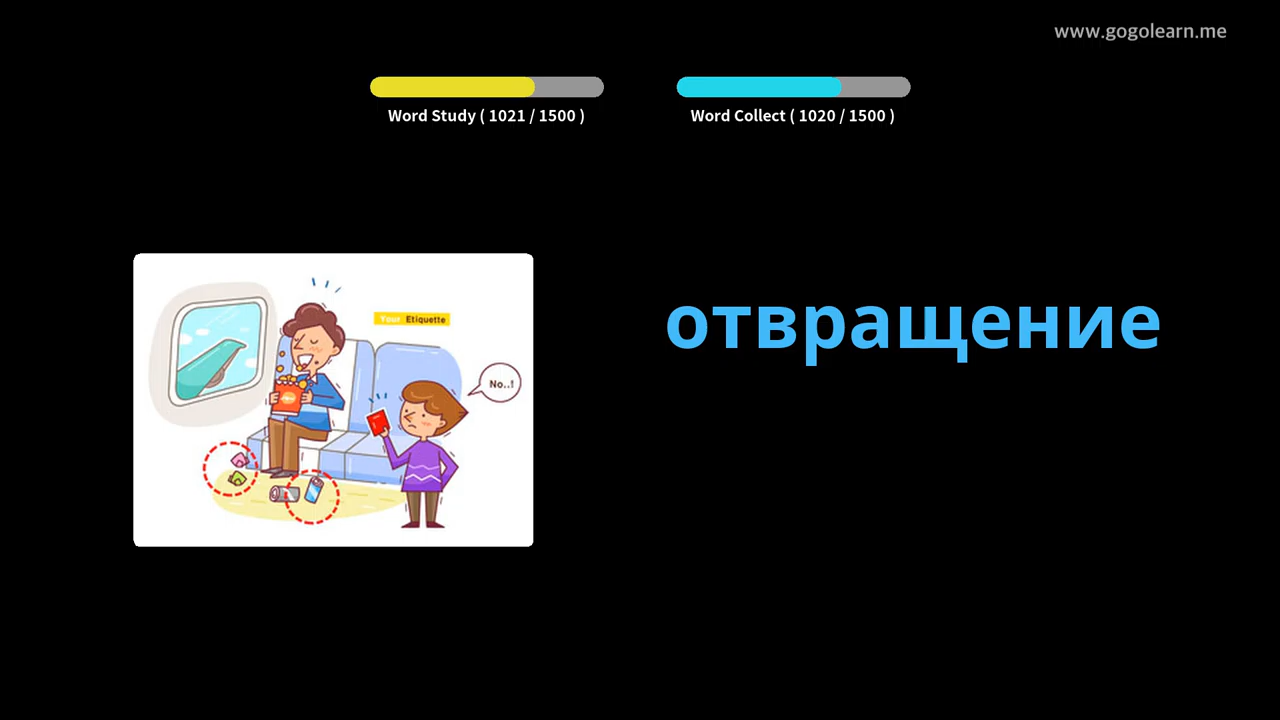 www.gogolearn.me
Word Study ( 1021 / 1500 )
Word Collect ( 1020 / 1500 )
Your Etiquette
No..!
отвращение